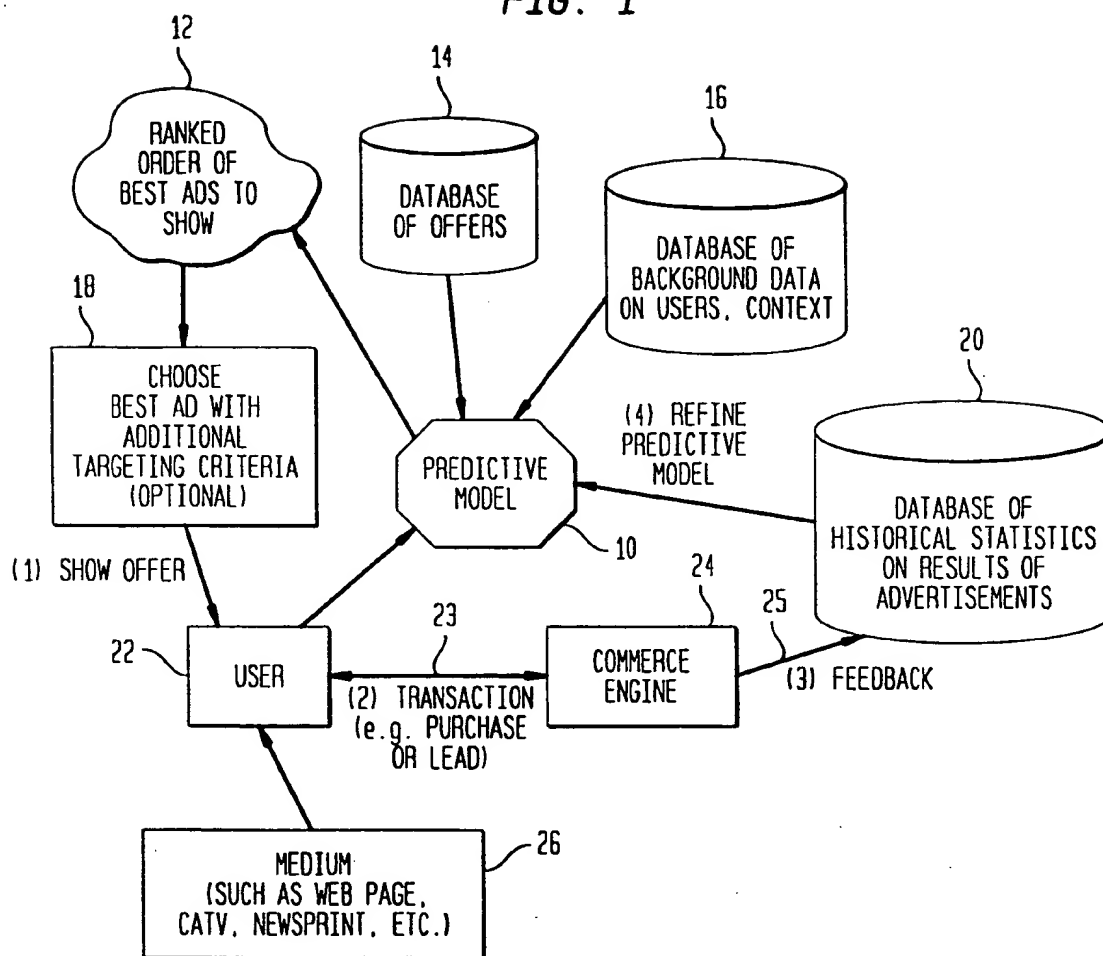 FIG. 1
12
14
16
RANKED
ORDER OF
BEST ADS TO
SHOW
DATABASE
OF OFFERS
DATABASE OF
BACKGROUND DATA
ON USERS, CONTEXT
18
CHOOSE
BEST AD WITH
ADDITIONAL
TARGETING CRITERIA
(OPTIONAL)
PREDICTIVE
MODEL
10
(4) REFINE
PREDICTIVE
MODEL
20
DATABASE OF
HISTORICAL STATISTICS
ON RESULTS OF
ADVERTISEMENTS
(1) SHOW OFFER
22
USER
23
(2) TRANSACTION
(e.g. PURCHASE
OR LEAD)
24
COMMERCE
ENGINE
25
(3) FEEDBACK
MEDIUM
(SUCH AS WEB PAGE,
CATV, NEWSPRINT, ETC.)
26